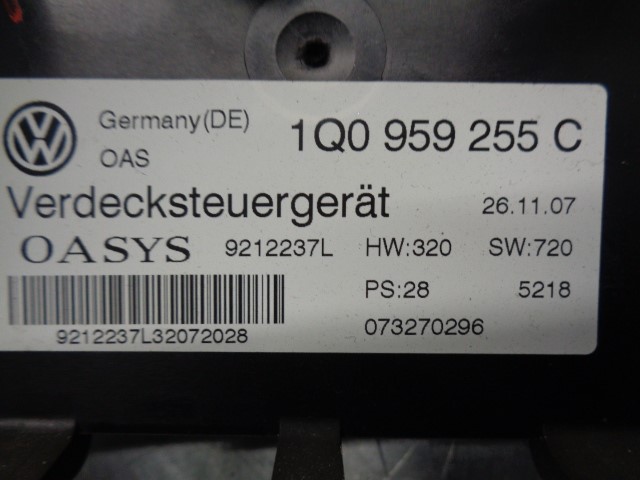 Germany(DE) 1Q0 959 255 C
OAS
Verdecksteuergerät 26.11.07
OASYS 9212237L HW:320 SW:720
PS:28 5218
9212237L32072028 073270296